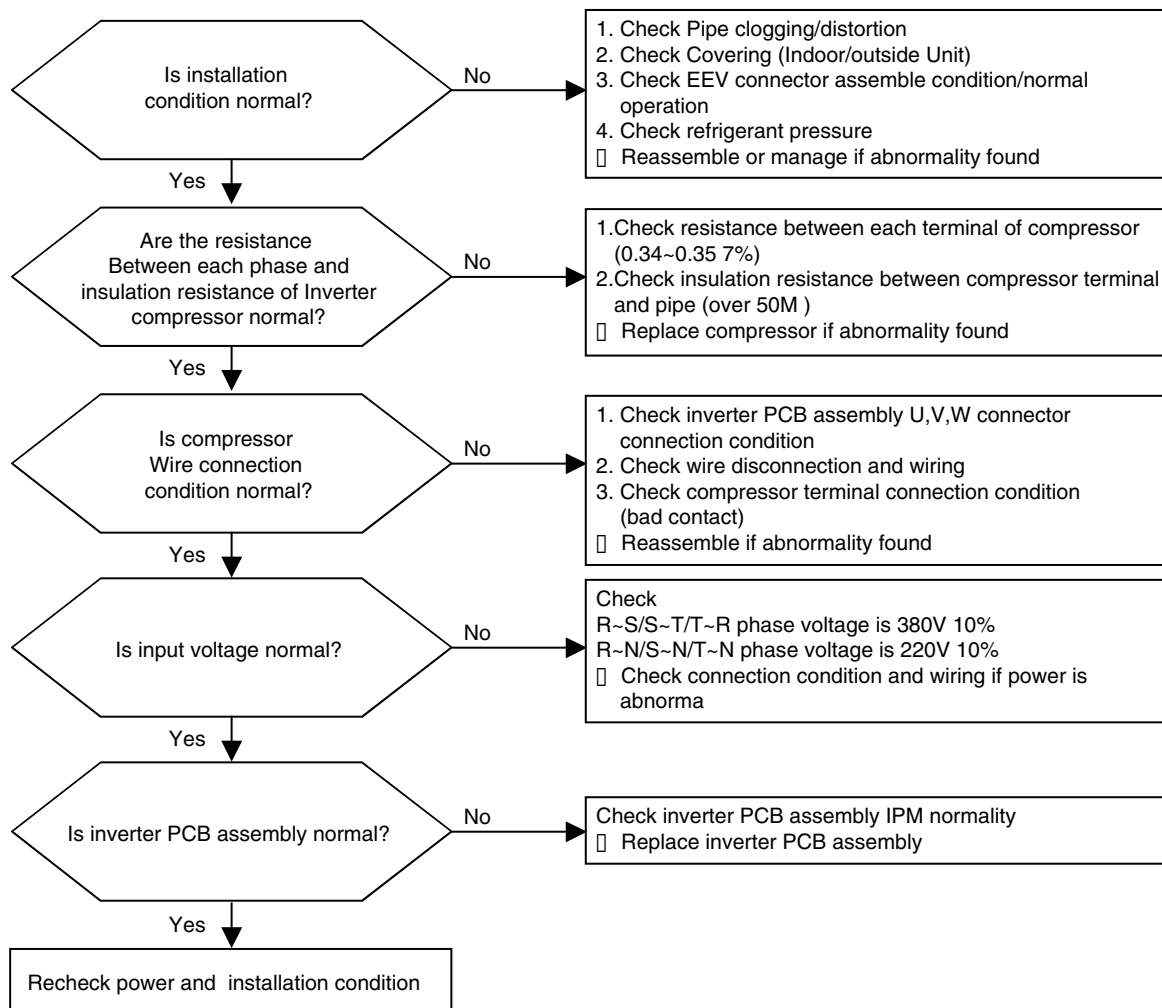 Is installation
condition normal?
No
1. Check Pipe clogging/distortion
2. Check Covering (Indoor/outside Unit)
3. Check EEV connector assemble condition/normal
operation
4. Check refrigerant pressure
▯ Reassemble or manage if abnormality found
Yes
Are the resistance
Between each phase and
insulation resistance of Inverter
compressor normal?
No
1.Check resistance between each terminal of compressor
(0.34~0.35 7%)
2.Check insulation resistance between compressor terminal
and pipe (over 50M )
▯ Replace compressor if abnormality found
Yes
Is compressor
Wire connection
condition normal?
No
1. Check inverter PCB assembly U,V,W connector
connection condition
2. Check wire disconnection and wiring
3. Check compressor terminal connection condition
(bad contact)
▯ Reassemble if abnormality found
Yes
Is input voltage normal?
No
Check
R~S/S~T/T~R phase voltage is 380V 10%
R~N/S~N/T~N phase voltage is 220V 10%
▯ Check connection condition and wiring if power is
abnorma
Yes
Is inverter PCB assembly normal?
No
Check inverter PCB assembly IPM normality
▯ Replace inverter PCB assembly
Yes
Recheck power and installation condition